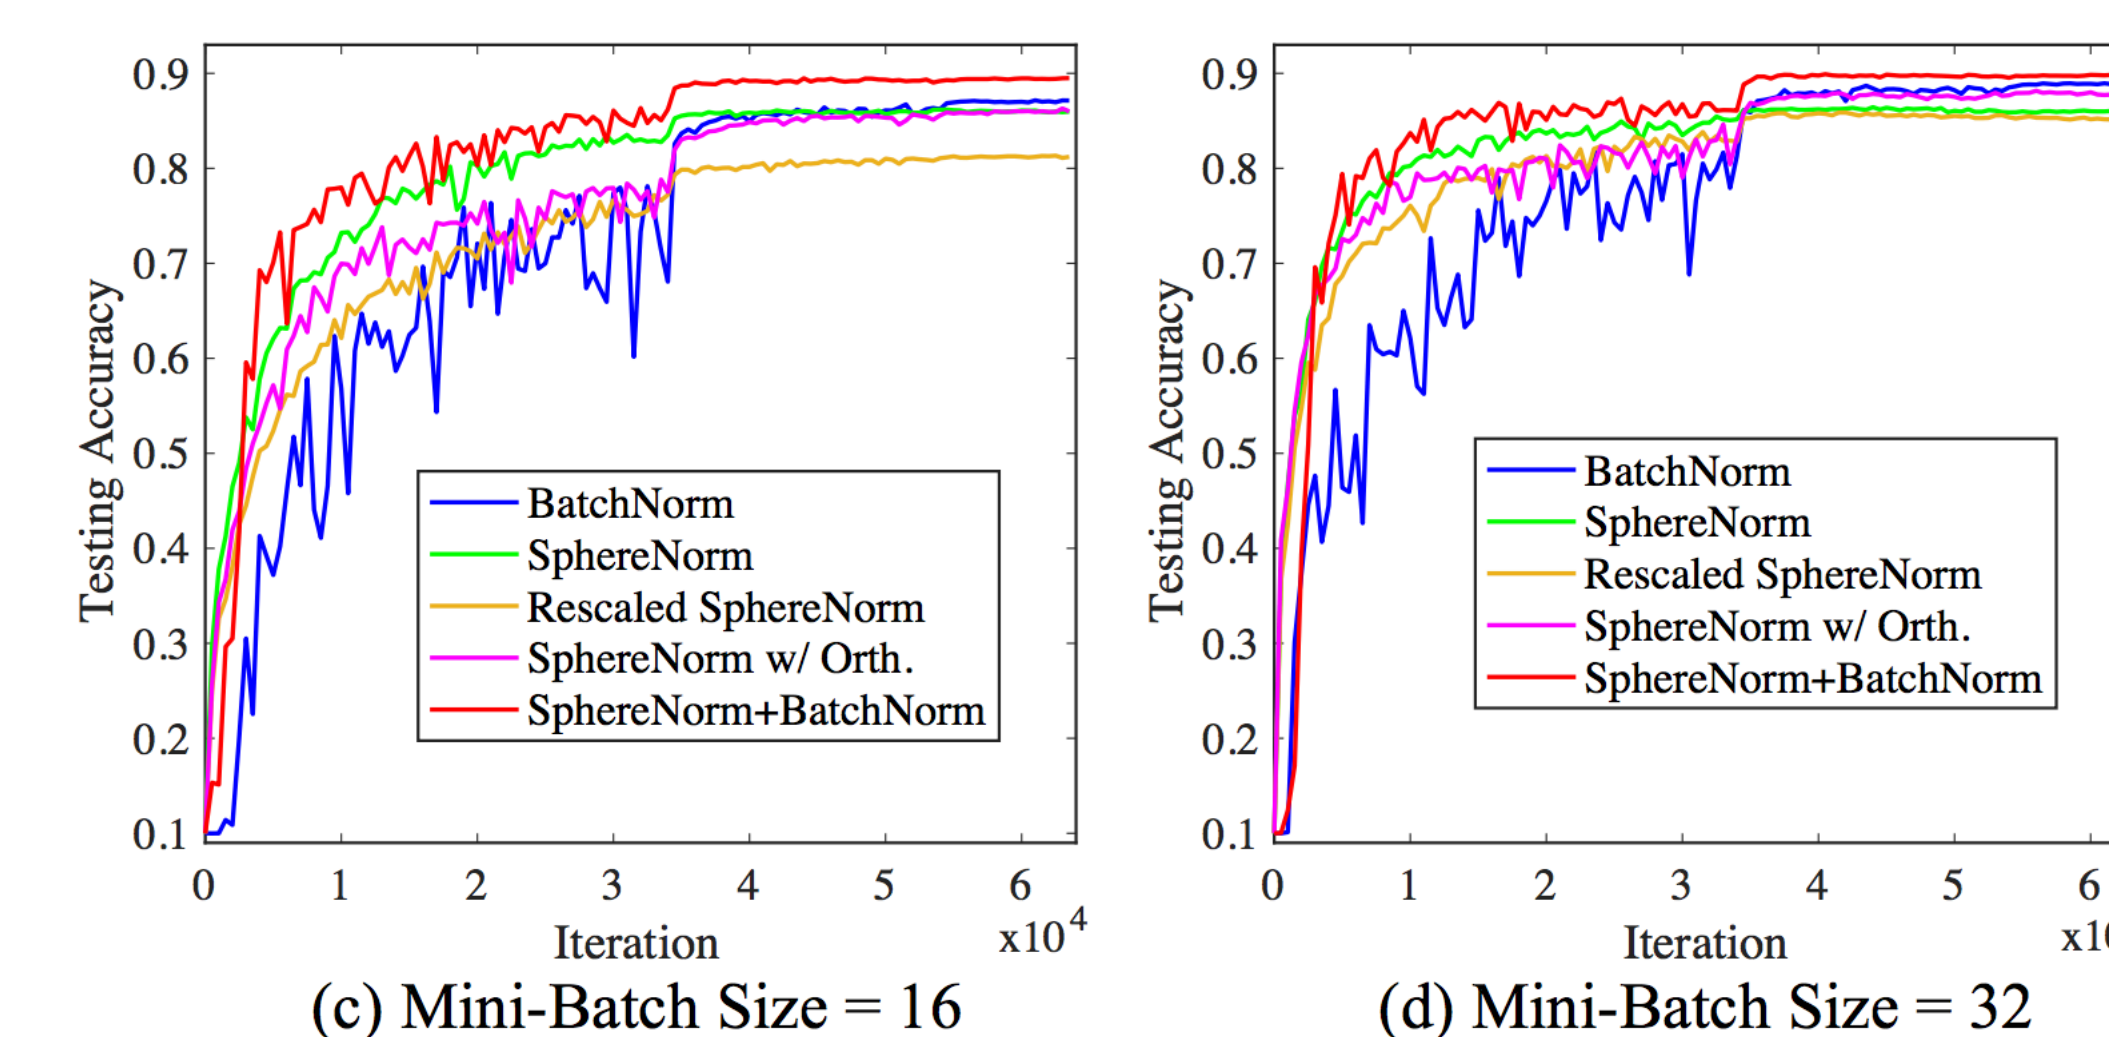 0.9
0.8
0.7
0.6
0.5
0.4
0.3
0.2
0.1
Testing Accuracy
BatchNorm
SphereNorm
Rescaled SphereNorm
SphereNorm w/ Orth.
SphereNorm+BatchNorm
0 1 2 3 4 5 6
Iteration
x10^4
(c) Mini-Batch Size = 16
0.9
0.8
0.7
0.6
0.5
0.4
0.3
0.2
0.1
Testing Accuracy
BatchNorm
SphereNorm
Rescaled SphereNorm
SphereNorm w/ Orth.
SphereNorm+BatchNorm
0 1 2 3 4 5 6
Iteration
(d) Mini-Batch Size = 32